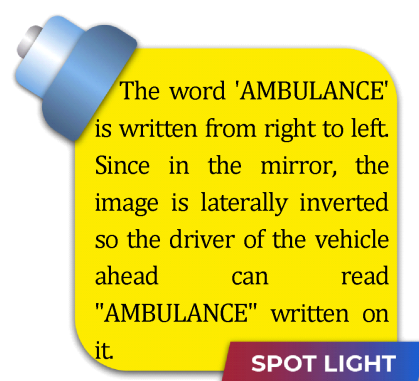 The word 'AMBULANCE'
is written from right to left.
Since in the mirror, the
image is laterally inverted
so the driver of the vehicle
ahead can read
"AMBULANCE" written on
it.
SPOT LIGHT